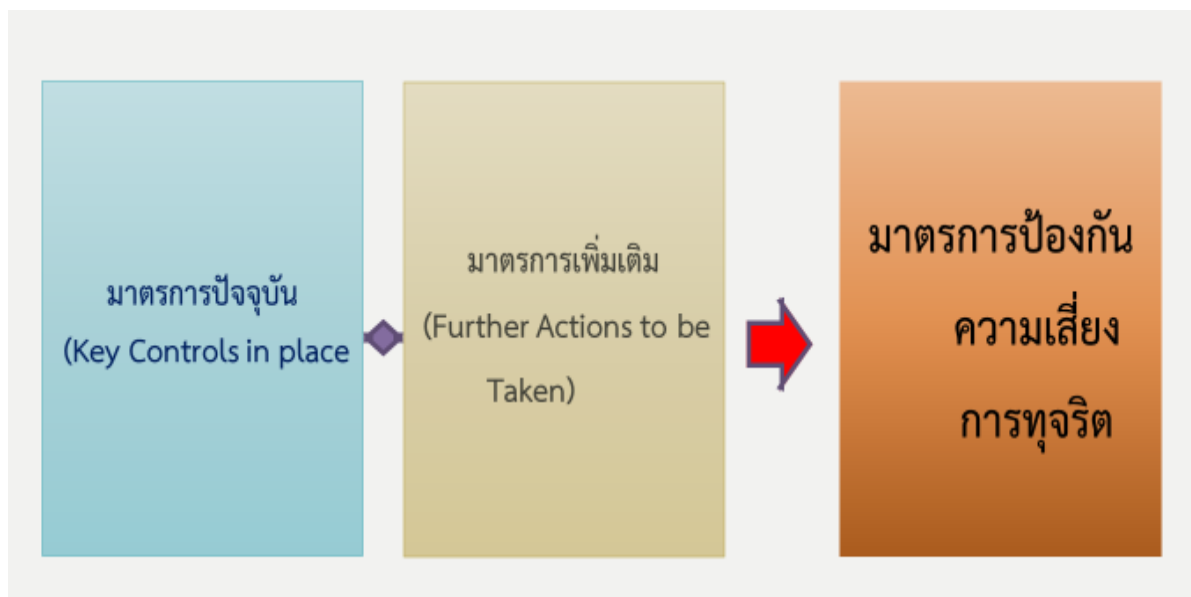 มาตรการปัจจุบัน
(Key Controls in place
มาตรการเพิ่มเติม
(Further Actions to be
Taken)
มาตรการป้องกัน
ความเสี่ยง
การทุจริต